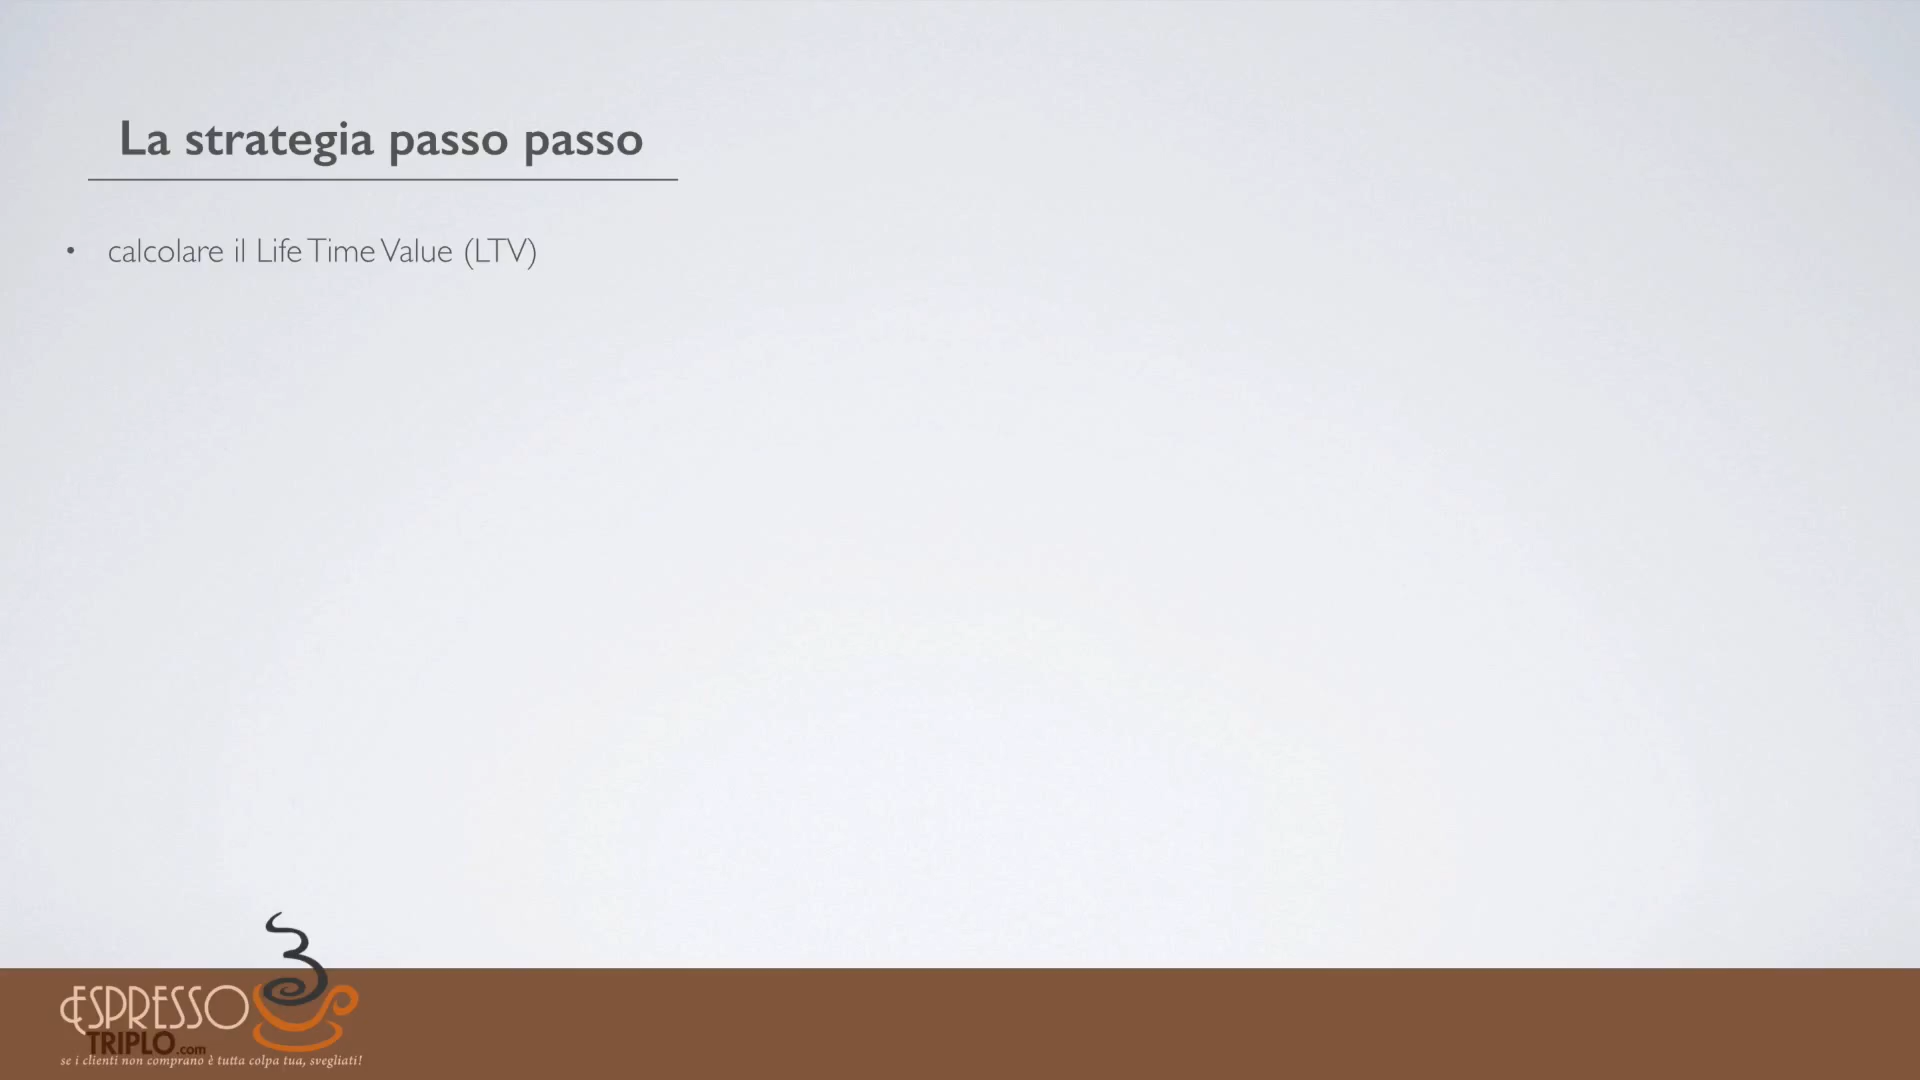 La strategia passo passo
• calcolare il Life Time Value (LTV)
ESPRESSO
TRIPLO.com
se i clienti non comprano è tutta colpa tua, svegliati!